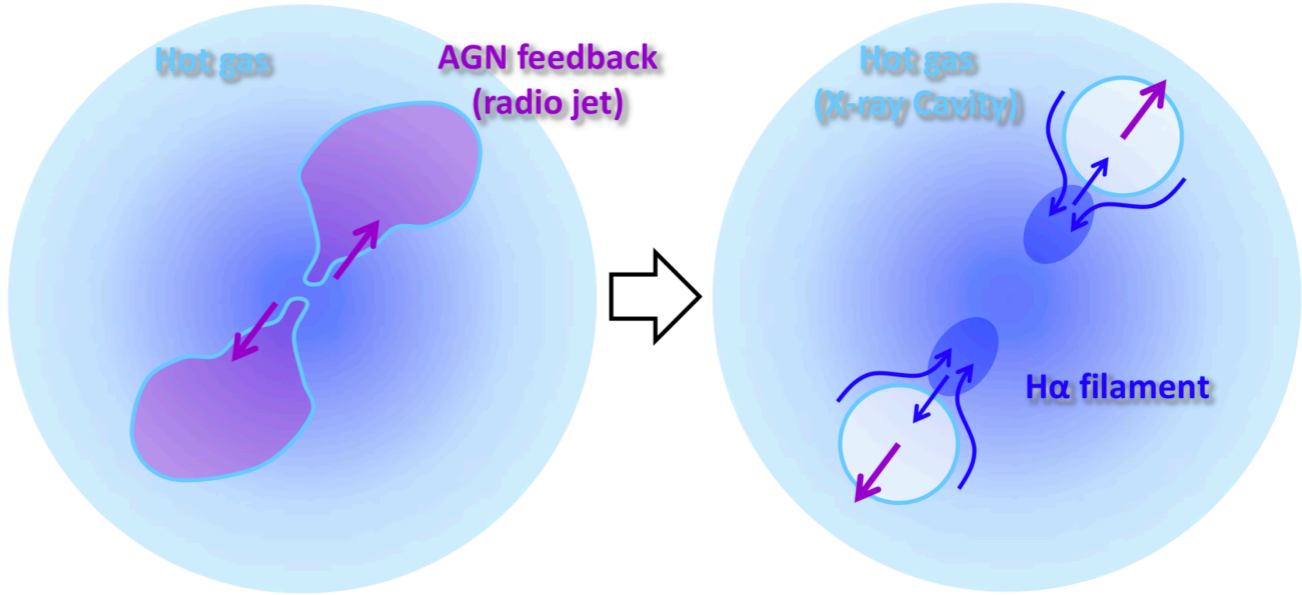 Hot gas
AGN feedback
(radio jet)
Hot gas
(X-ray Cavity)
Hα filament